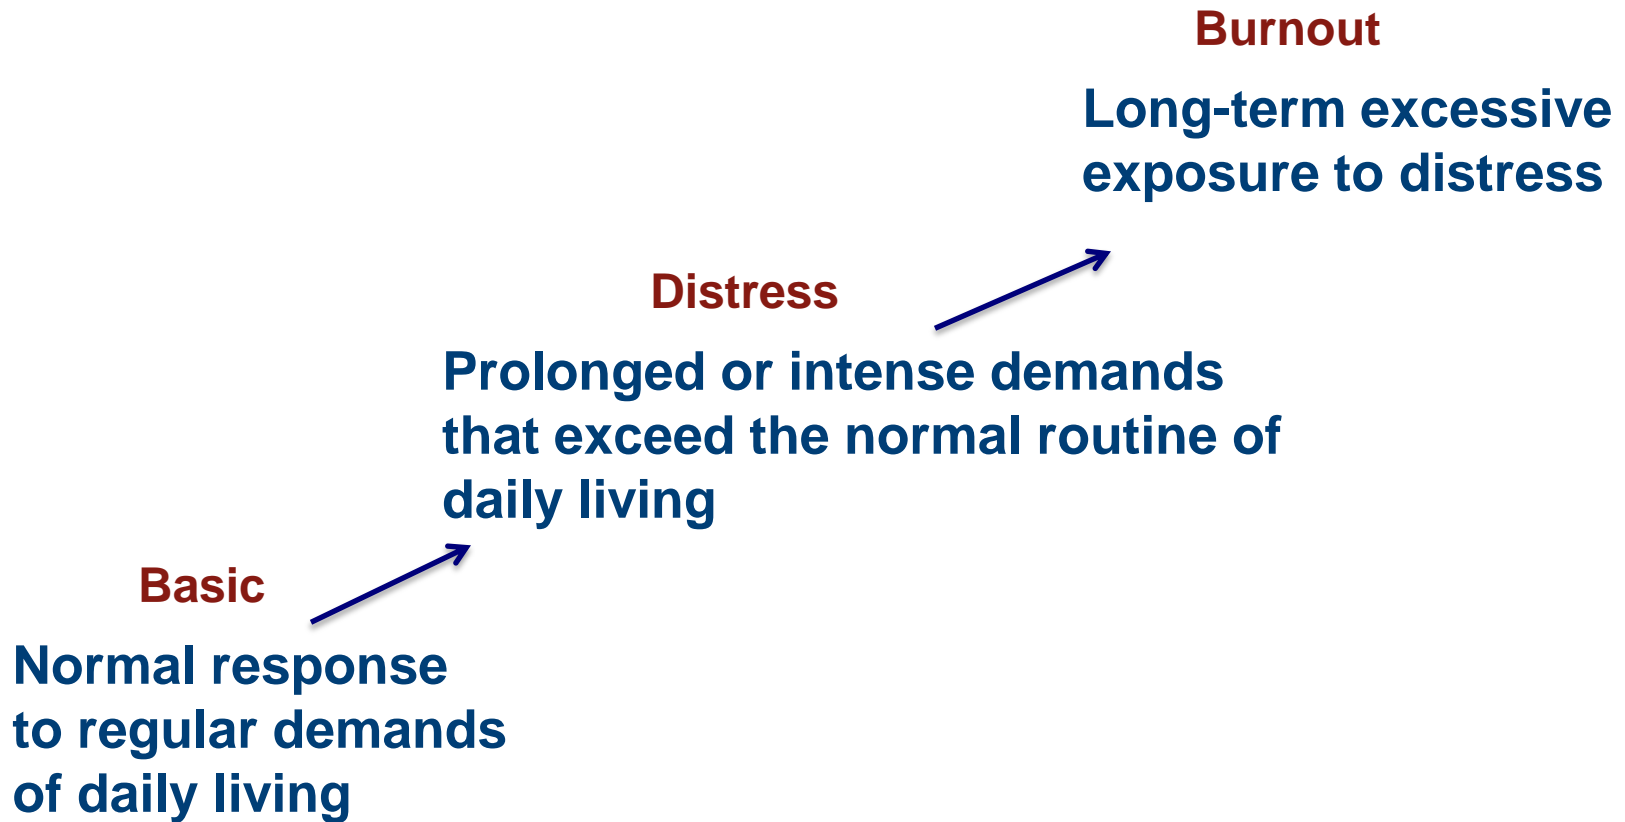 Burnout
Long-term excessive
exposure to distress
Distress
Prolonged or intense demands
that exceed the normal routine of
daily living
Basic
Normal response
to regular demands
of daily living